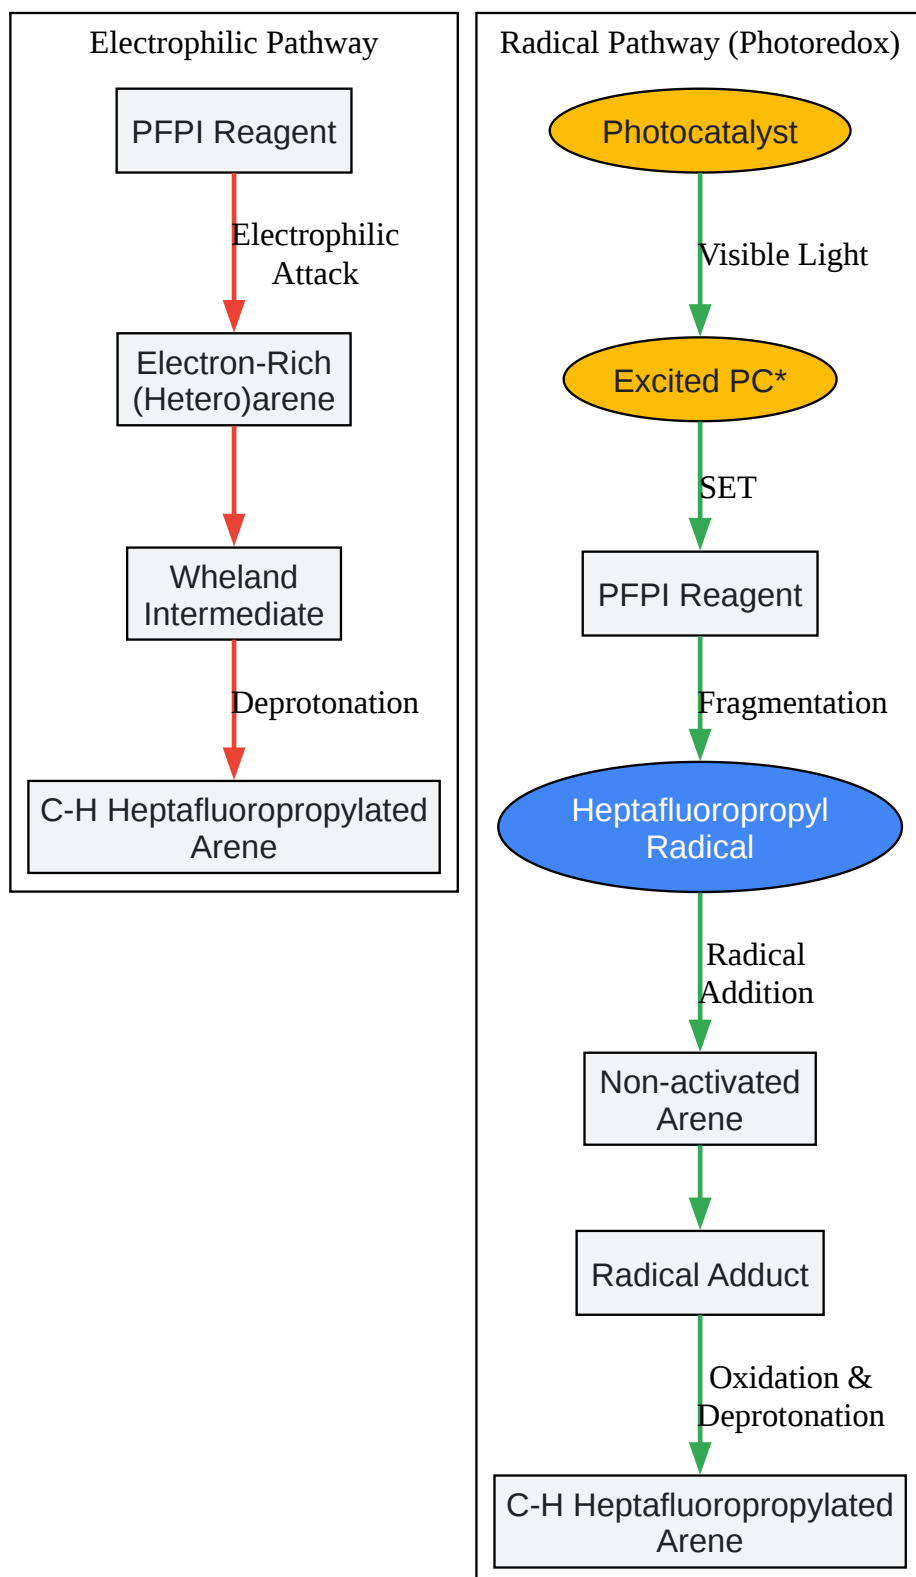 Electrophilic Pathway
PFPI Reagent
Electrophilic
Attack
Electron-Rich
(Hetero)arene
Wheland
Intermediate
Deprotonation
C-H Heptafluoropropylated
Arene
Radical Pathway (Photoredox)
Photocatalyst
Visible Light
Excited PC*
SET
PFPI Reagent
Fragmentation
Heptafluoropropyl
Radical
Radical
Addition
Non-activated
Arene
Radical Adduct
Oxidation &
Deprotonation
C-H Heptafluoropropylated
Arene